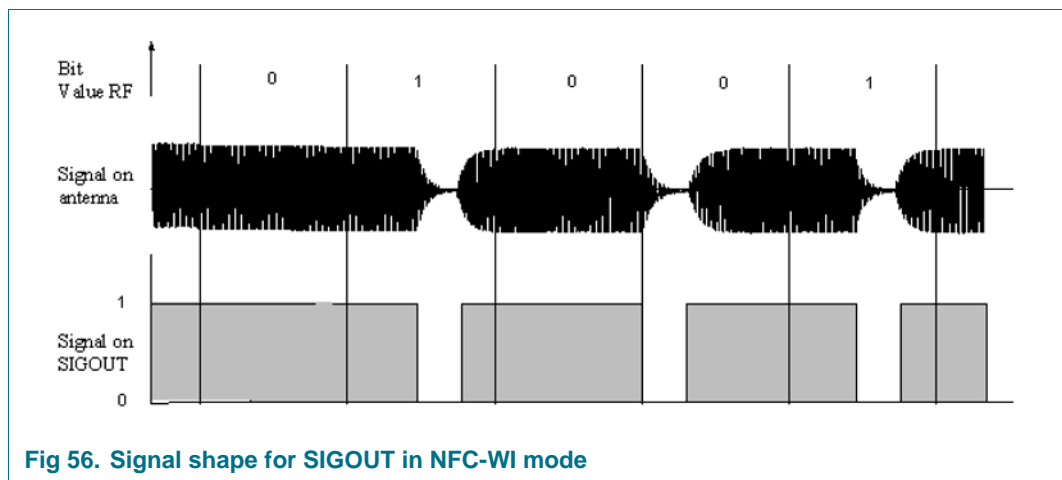 Bit
Value RF
0 1 0 0 1
Signal on
antenna
1
Signal on
SIGOUT
0
Fig 56. Signal shape for SIGOUT in NFC-WI mode